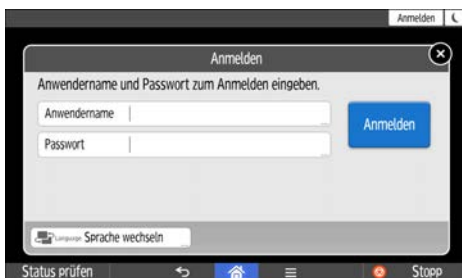 Anmelden
Anmelden
Anwendername und Passwort zum Anmelden eingeben.
Anwendername
Anmelden
Passwort
Language Sprache wechseln
Status prüfen
Stopp